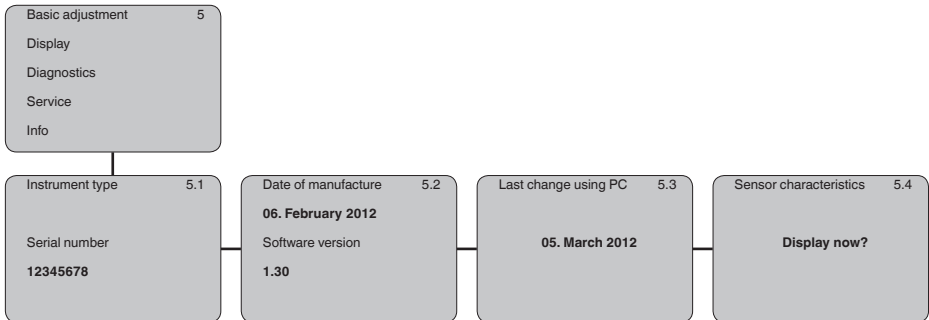 Basic adjustment 5
Display
Diagnostics
Service
Info
Instrument type 5.1
Serial number
12345678
Date of manufacture 5.2
06. February 2012
Software version
1.30
Last change using PC 5.3
05. March 2012
Sensor characteristics 5.4
Display now?